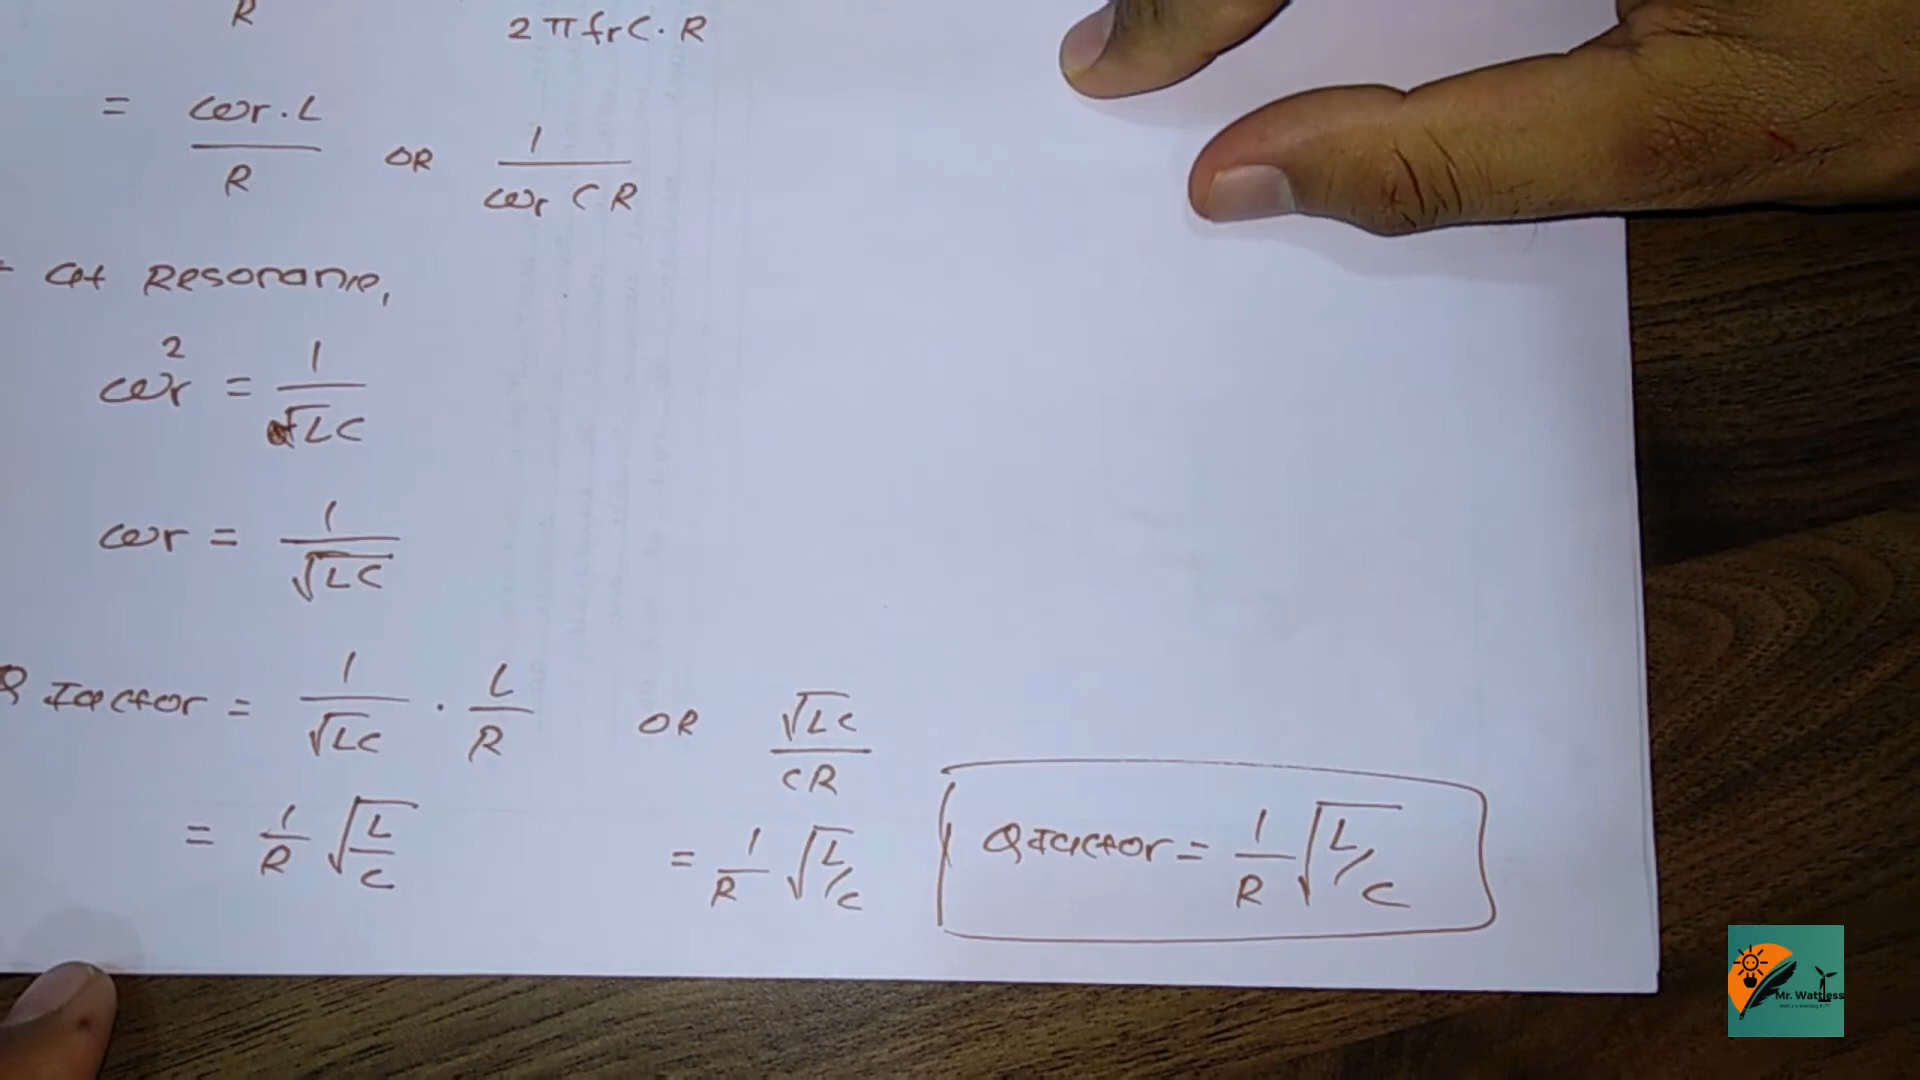 R 2πfrC.R
= ωr.L / R OR 1 / ωr C R
at Resonance,
ωr² = 1 / √LC
ωr = 1 / √LC
Q factor = 1 / √LC . L / R OR √LC / CR
= 1/R √L/C = 1/R √L/C
Q factor = 1/R √L/C
Mr. Wattless